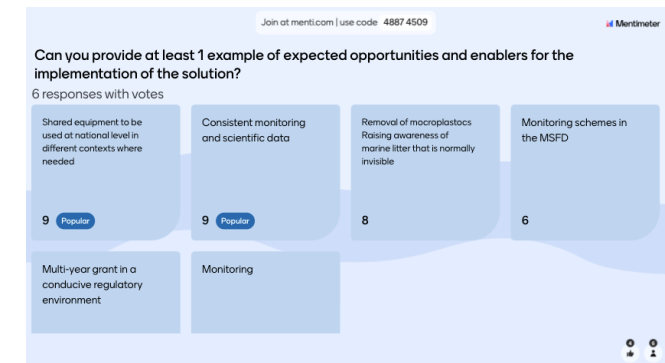 Join at menti.com | use code 4887 4509
Mentimeter
Can you provide at least 1 example of expected opportunities and enablers for the
implementation of the solution?
6 responses with votes
Shared equipment to be
used at national level in
different contexts where
needed
9 Popular
Consistent monitoring
and scientific data
9 Popular
Removal of mocroplastocs
Raising awareness of
marine litter that is normally
invisible
8
Monitoring schemes in
the MSFD
6
Multi-year grant in a
conducive regulatory
environment
Monitoring